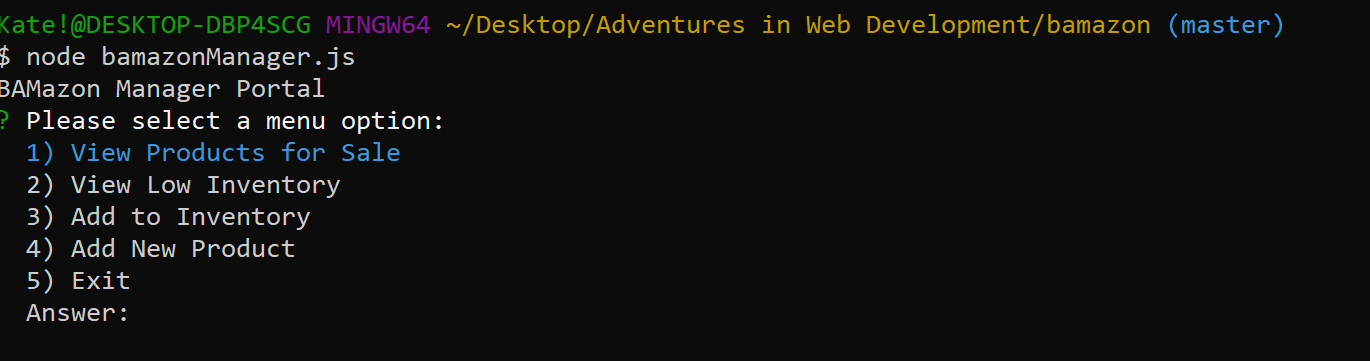 Kate!@DESKTOP-DBP4SCG MINGW64 ~/Desktop/Adventures in Web Development/bamazon (master)
$ node bamazonManager.js
BAMazon Manager Portal
? Please select a menu option:
1) View Products for Sale
2) View Low Inventory
3) Add to Inventory
4) Add New Product
5) Exit
Answer: